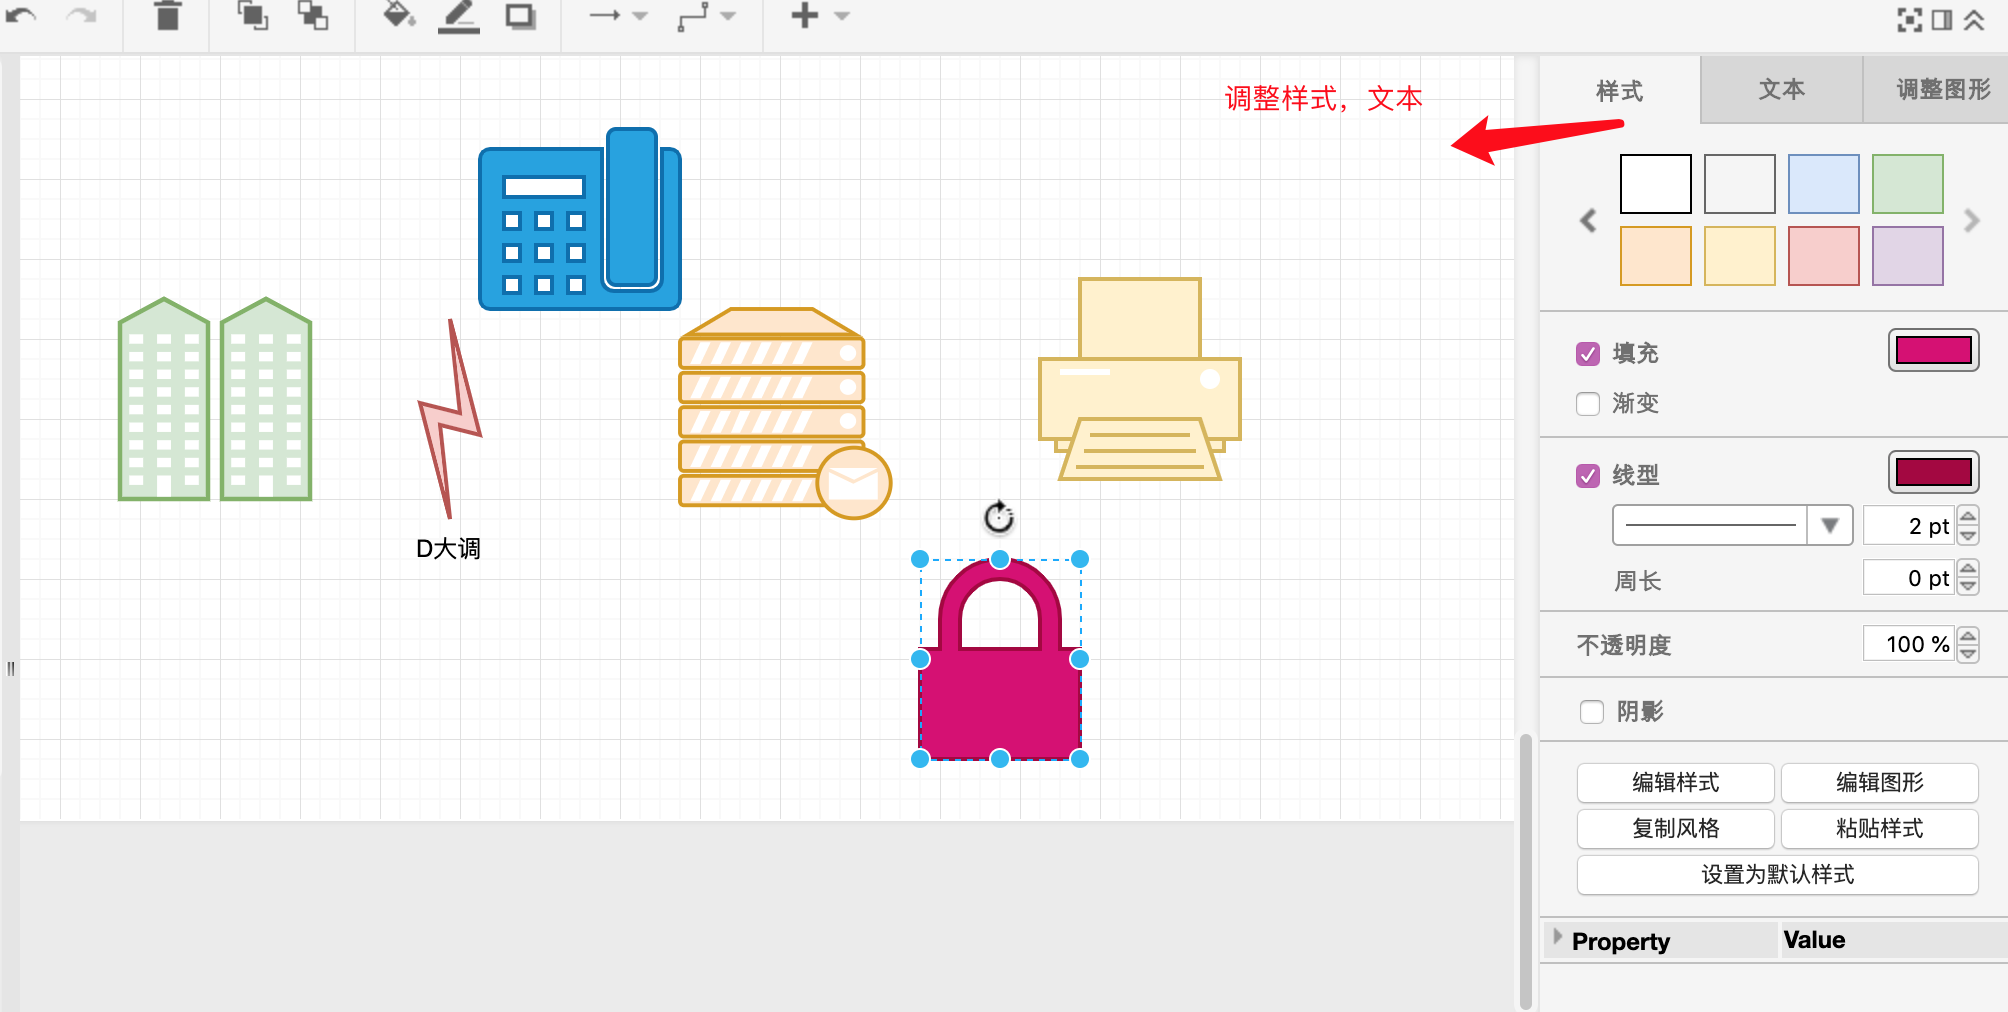 调整样式，文本
样式
文本
调整图形
填充
渐变
线型
2 pt
周长
0 pt
不透明度
100 %
阴影
编辑样式
编辑图形
复制风格
粘贴样式
设置为默认样式
Property
Value
D大调